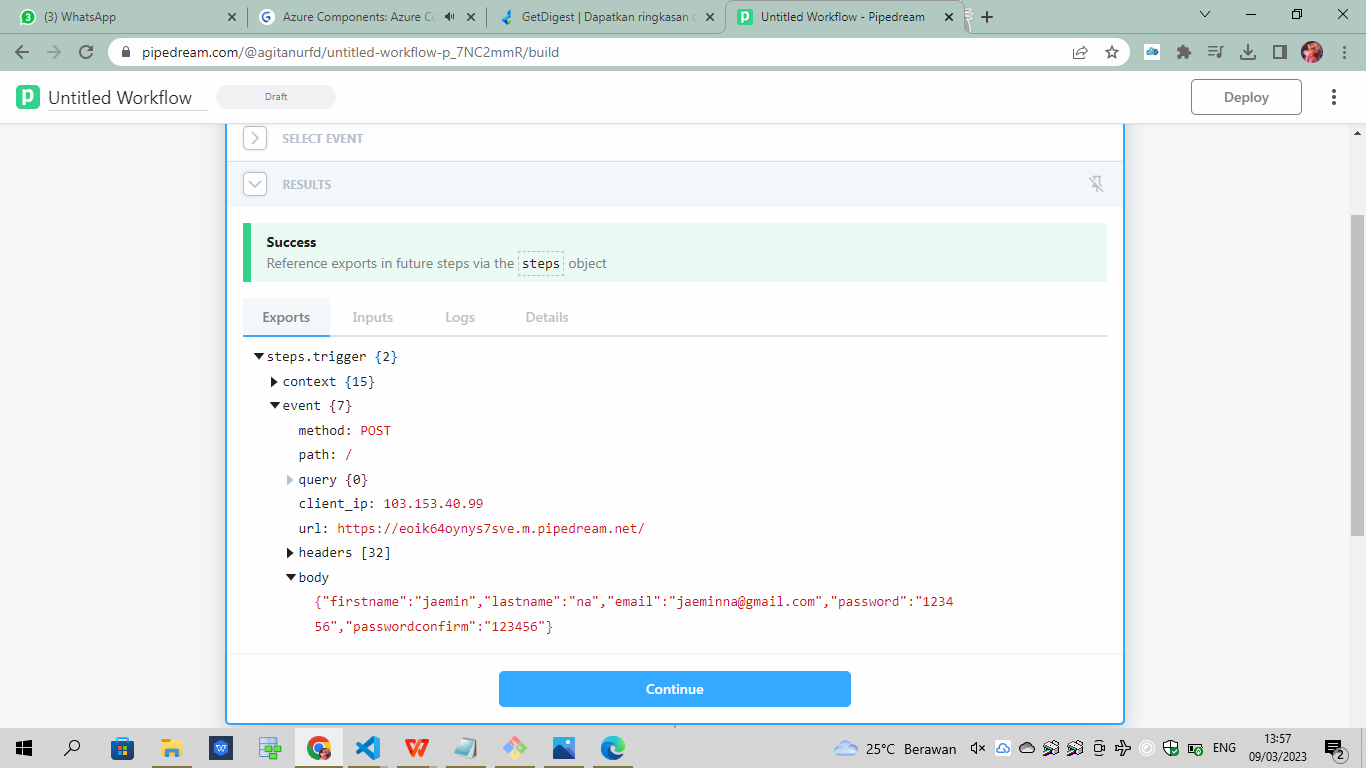 3 (3) WhatsApp
Azure Components: Azure Co
GetDigest | Dapatkan ringkasan
Untitled Workflow - Pipedream
pipedream.com/@agitanurfd/untitled-workflow-p_7NC2mmR/build
p Untitled Workflow
Draft
Deploy
SELECT EVENT
RESULTS
Success
Reference exports in future steps via the steps object
Exports Inputs Logs Details
steps.trigger {2}
context {15}
event {7}
method: POST
path: /
query {0}
client_ip: 103.153.40.99
url: https://eoik64oynys7sve.m.pipedream.net/
headers [32]
body
{"firstname":"jaemin","lastname":"na","email":"jaeminna@gmail.com","password":"1234
56","passwordconfirm":"123456"}
Continue
25°C Berawan
ENG
13:57
09/03/2023
2